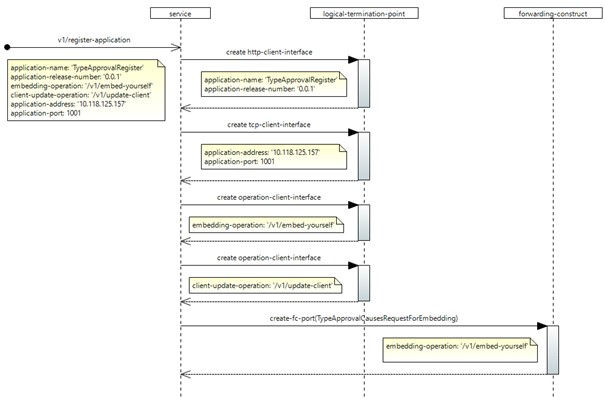 service
logical-termination-point
forwarding-construct
v1/register-application
application-name: 'TypeApprovalRegister'
application-release-number: '0.0.1'
embedding-operation: '/v1/embed-yourself'
client-update-operation: '/v1/update-client'
application-address: '10.118.125.157'
application-port: 1001
create http-client-interface
application-name: 'TypeApprovalRegister'
application-release-number: '0.0.1'
create tcp-client-interface
application-address: '10.118.125.157'
application-port: 1001
create operation-client-interface
embedding-operation: '/v1/embed-yourself'
create operation-client-interface
client-update-operation: '/v1/update-client'
create-fc-port(TypeApprovalCausesRequestForEmbedding)
embedding-operation: '/v1/embed-yourself'